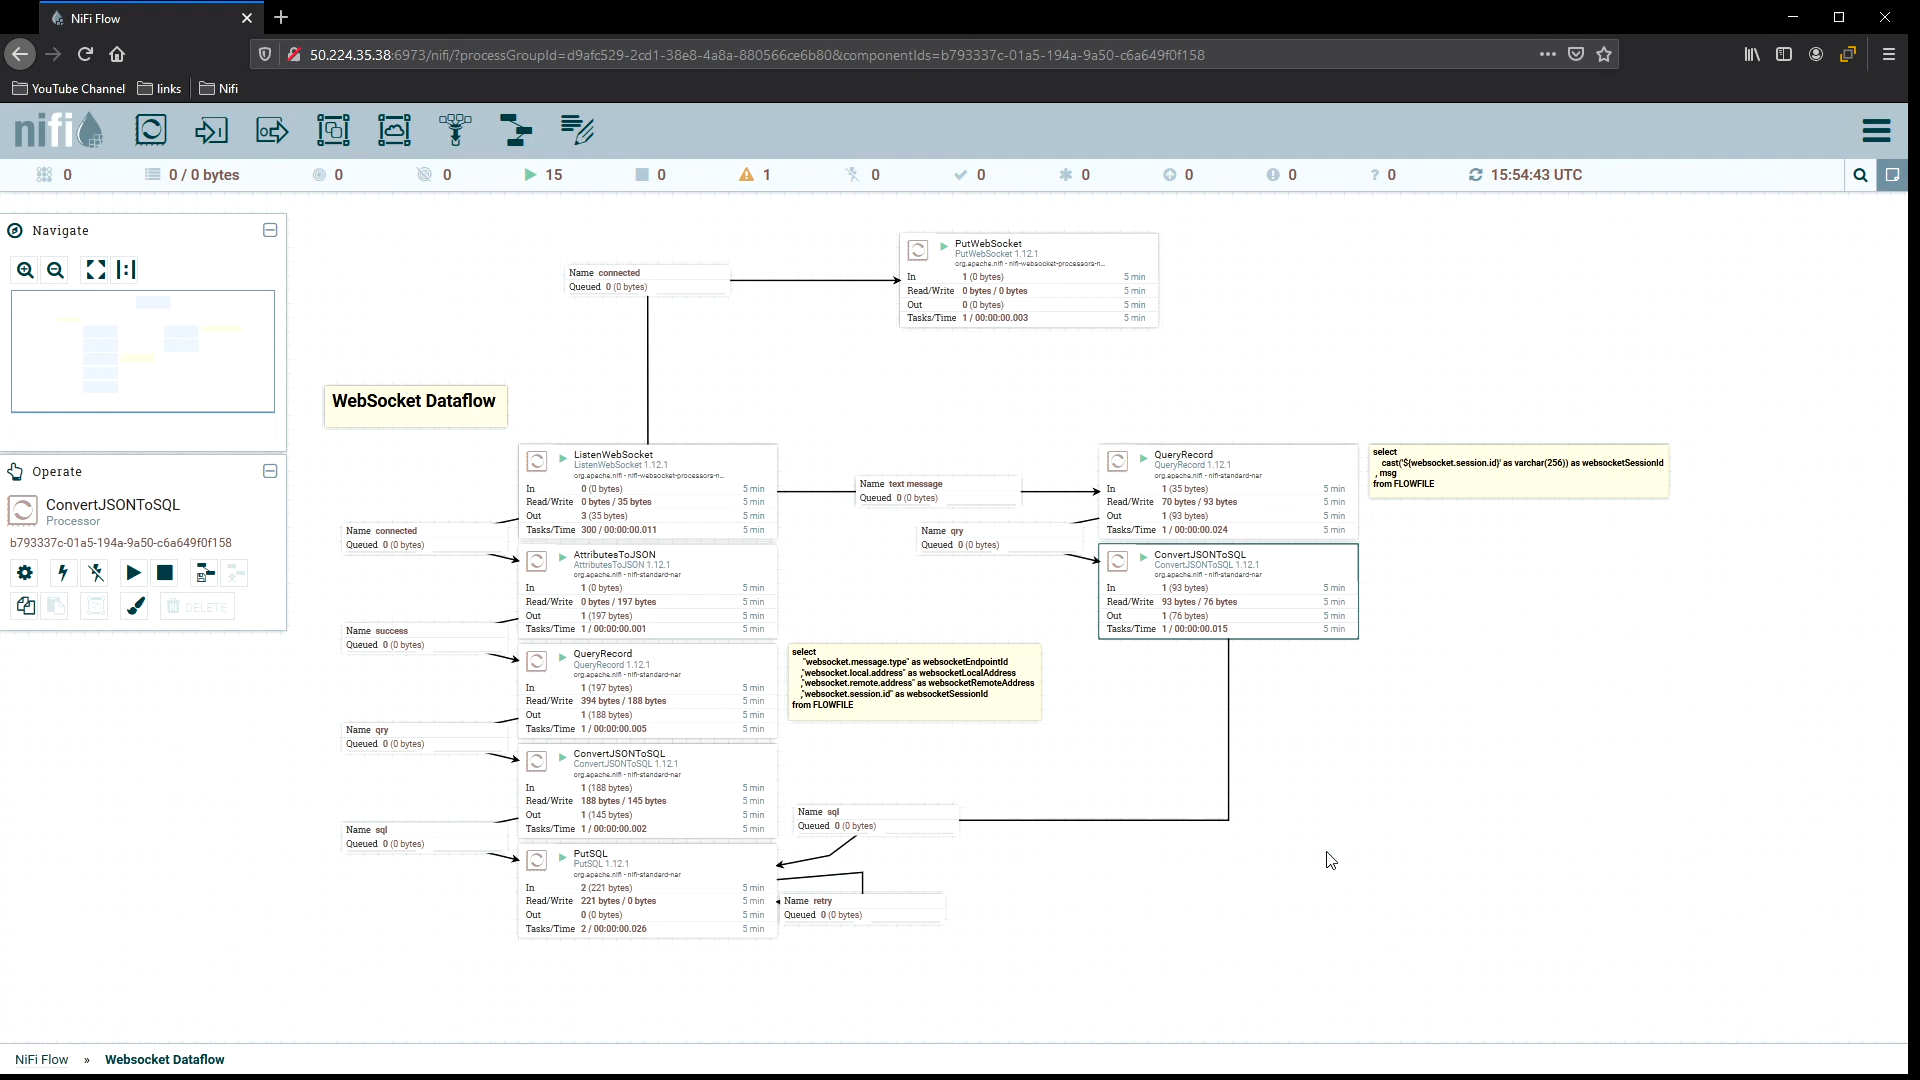 NiFi Flow
50.224.35.38:6973/nifi/?processGroupId=d9afc529-2cd1-38e8-4a8a-880566ce6b80&componentIds=b793337c-01a5-194a-9a50-c6a649f0f158
YouTube Channel
links
Nifi
nifi
0
0 / 0 bytes
0
0
15
0
1
0
0
0
0
0
? 0
15:54:43 UTC
Navigate
Operate
ConvertJSONToSQL
Processor
b793337c-01a5-194a-9a50-c6a649f0f158
DELETE
Name connected
Queued 0 (0 bytes)
PutWebSocket
PutWebSocket 1.12.1
org.apache.nifi - nifi-websocket-processors-n...
In 1 (0 bytes) 5 min
Read/Write 0 bytes / 0 bytes 5 min
Out 0 (0 bytes) 5 min
Tasks/Time 1 / 00:00:00.003 5 min
WebSocket Dataflow
ListenWebSocket
ListenWebSocket 1.12.1
org.apache.nifi - nifi-websocket-processors-n...
In 0 (0 bytes) 5 min
Read/Write 0 bytes / 35 bytes 5 min
Out 3 (35 bytes) 5 min
Tasks/Time 300 / 00:00:00.011 5 min
Name text message
Queued 0 (0 bytes)
QueryRecord
QueryRecord 1.12.1
org.apache.nifi - nifi-standard-nar
In 1 (35 bytes) 5 min
Read/Write 70 bytes / 93 bytes 5 min
Out 1 (93 bytes) 5 min
Tasks/Time 1 / 00:00:00.024 5 min
select
cast('${websocket.session.id}' as varchar(256)) as websocketSessionId
, msg
from FLOWFILE
Name connected
Queued 0 (0 bytes)
Name qry
Queued 0 (0 bytes)
AttributesToJSON
AttributesToJSON 1.12.1
org.apache.nifi - nifi-standard-nar
In 1 (0 bytes) 5 min
Read/Write 0 bytes / 197 bytes 5 min
Out 1 (197 bytes) 5 min
Tasks/Time 1 / 00:00:00.001 5 min
ConvertJSONToSQL
ConvertJSONToSQL 1.12.1
org.apache.nifi - nifi-standard-nar
In 1 (93 bytes) 5 min
Read/Write 93 bytes / 76 bytes 5 min
Out 1 (76 bytes) 5 min
Tasks/Time 1 / 00:00:00.015 5 min
Name success
Queued 0 (0 bytes)
QueryRecord
QueryRecord 1.12.1
org.apache.nifi - nifi-standard-nar
In 1 (197 bytes) 5 min
Read/Write 394 bytes / 188 bytes 5 min
Out 1 (188 bytes) 5 min
Tasks/Time 1 / 00:00:00.005 5 min
select
"websocket.message.type" as websocketEndpointId
,"websocket.local.address" as websocketLocalAddress
,"websocket.remote.address" as websocketRemoteAddress
,"websocket.session.id" as websocketSessionId
from FLOWFILE
Name qry
Queued 0 (0 bytes)
ConvertJSONToSQL
ConvertJSONToSQL 1.12.1
org.apache.nifi - nifi-standard-nar
In 1 (188 bytes) 5 min
Read/Write 188 bytes / 145 bytes 5 min
Out 1 (145 bytes) 5 min
Tasks/Time 1 / 00:00:00.002 5 min
Name sql
Queued 0 (0 bytes)
Name sql
Queued 0 (0 bytes)
PutSQL
PutSQL 1.12.1
org.apache.nifi - nifi-standard-nar
In 2 (221 bytes) 5 min
Read/Write 221 bytes / 0 bytes 5 min
Out 0 (0 bytes) 5 min
Tasks/Time 2 / 00:00:00.026 5 min
Name retry
Queued 0 (0 bytes)
NiFi Flow » Websocket Dataflow